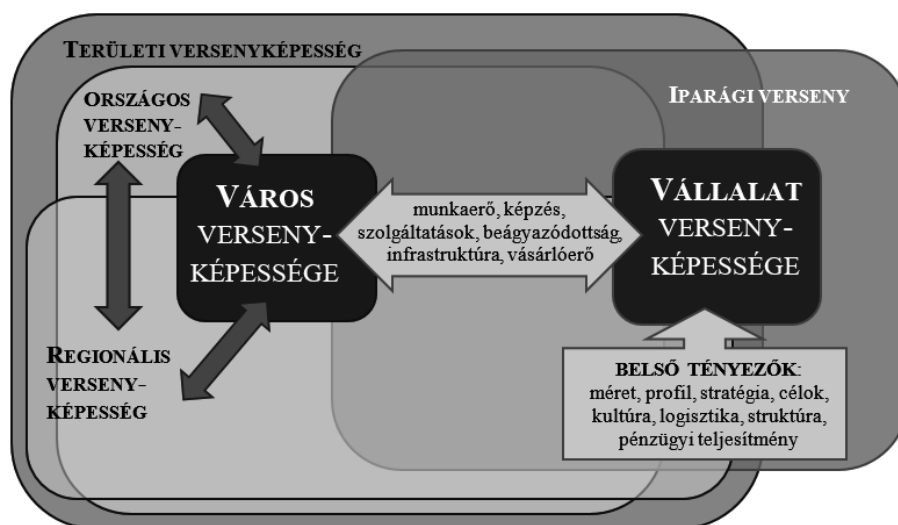 TERÜLETI VERSENYKÉPESSÉG
ORSZÁGOS
VERSENY-
KÉPESSÉG
IPARÁGI VERSENY
VÁROS
VERSENY-
KÉPESSÉGE
munkaerő, képzés,
szolgáltatások, beágyazódottság,
infrastruktúra, vásárlóerő
VÁLLALAT
VERSENY-
KÉPESSÉGE
REGIONÁLIS
VERSENY-
KÉPESSÉG
BELSŐ TÉNYEZŐK:
méret, profil, stratégia, célok,
kultúra, logisztika, struktúra,
pénzügyi teljesítmény